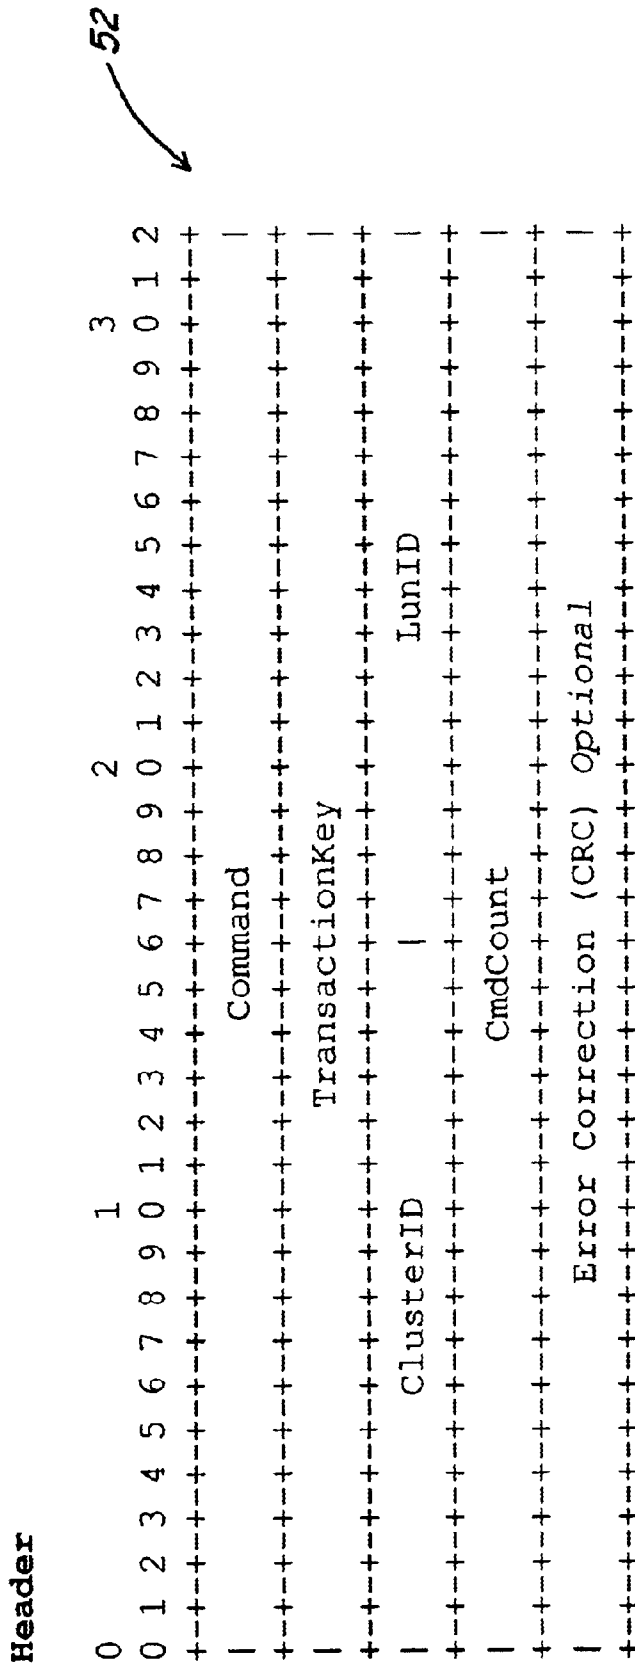 Header
52
0                   1                   2                   3
0 1 2 3 4 5 6 7 8 9 0 1 2 3 4 5 6 7 8 9 0 1 2 3 4 5 6 7 8 9 0 1 2
+--+--+--+--+--+--+--+--+--+--+--+--+--+--+--+--+--+--+--+--+--+--+--+--+--+--+--+--+--+--+--+--+
| Command |
+--+--+--+--+--+--+--+--+--+--+--+--+--+--+--+--+--+--+--+--+--+--+--+--+--+--+--+--+--+--+--+--+
| TransactionKey |
+--+--+--+--+--+--+--+--+--+--+--+--+--+--+--+--+--+--+--+--+--+--+--+--+--+--+--+--+--+--+--+--+
| ClusterID | LunID |
+--+--+--+--+--+--+--+--+--+--+--+--+--+--+--+--+--+--+--+--+--+--+--+--+--+--+--+--+--+--+--+--+
| CmdCount |
+--+--+--+--+--+--+--+--+--+--+--+--+--+--+--+--+--+--+--+--+--+--+--+--+--+--+--+--+--+--+--+--+
| Error Correction (CRC) Optional |
+--+--+--+--+--+--+--+--+--+--+--+--+--+--+--+--+--+--+--+--+--+--+--+--+--+--+--+--+--+--+--+--+